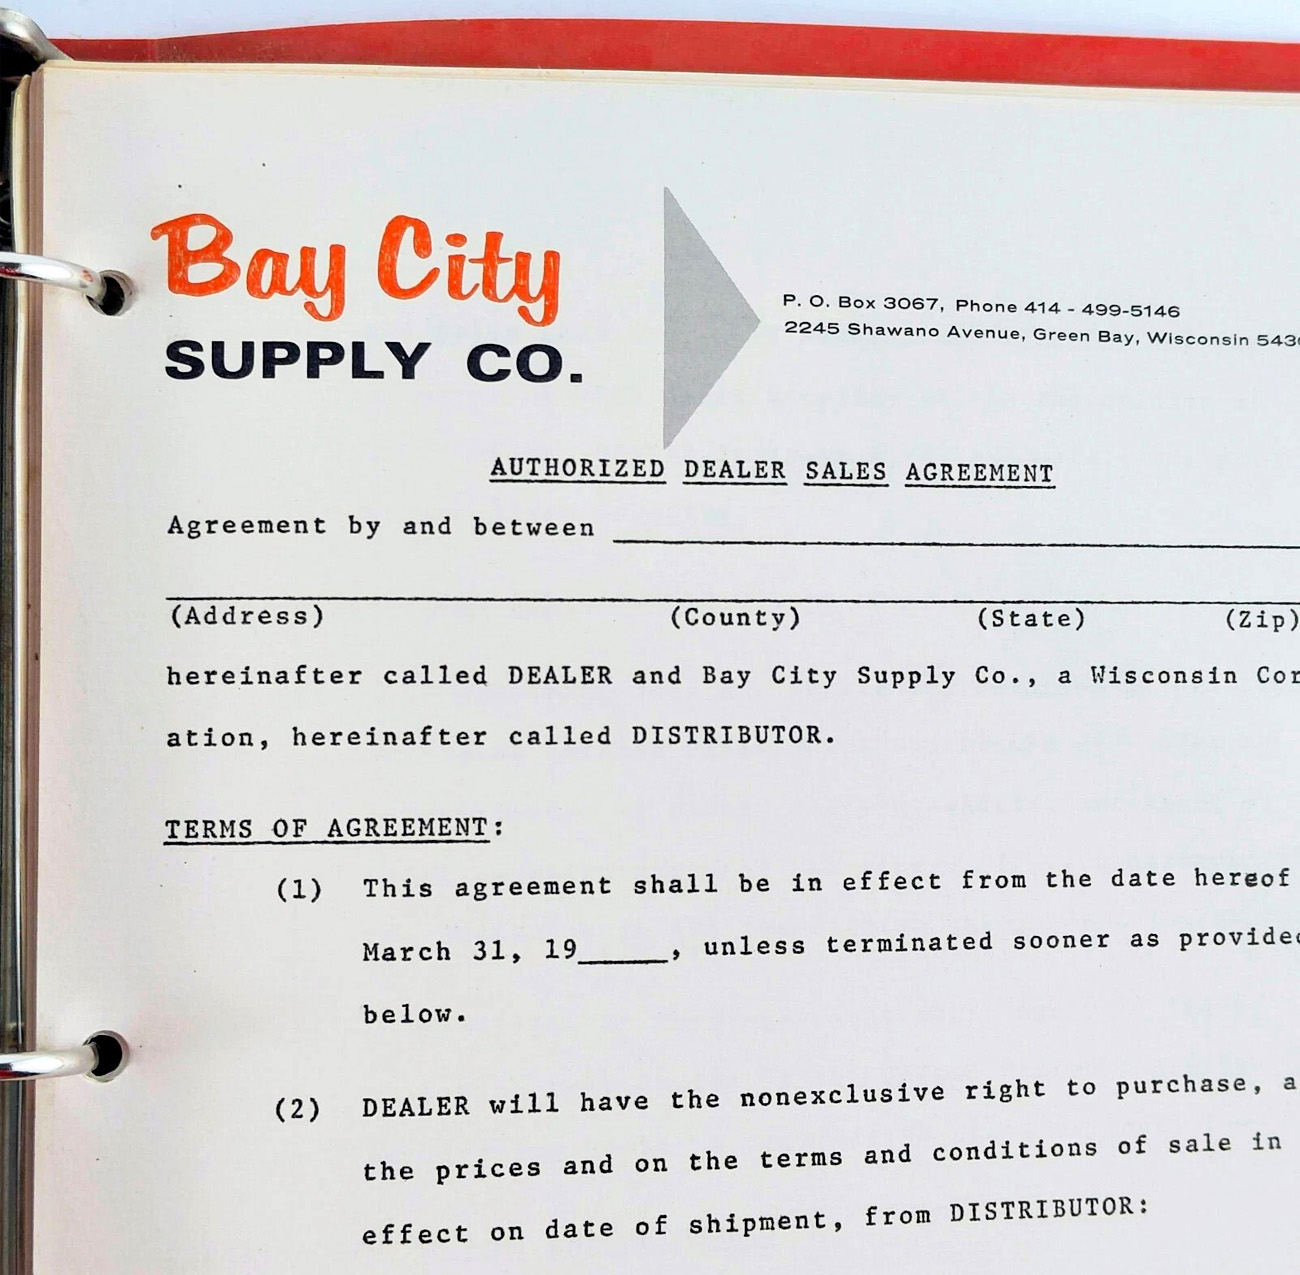 Bay City
SUPPLY CO.
P. O. Box 3067, Phone 414 - 499-5146
2245 Shawano Avenue, Green Bay, Wisconsin 543
AUTHORIZED DEALER SALES AGREEMENT
Agreement by and between
(Address) (County) (State) (Zip)
hereinafter called DEALER and Bay City Supply Co., a Wisconsin Cor
ation, hereinafter called DISTRIBUTOR.
TERMS OF AGREEMENT:
(1) This agreement shall be in effect from the date hereof
March 31, 19_____, unless terminated sooner as provided
below.
(2) DEALER will have the nonexclusive right to purchase, a
the prices and on the terms and conditions of sale in
effect on date of shipment, from DISTRIBUTOR: